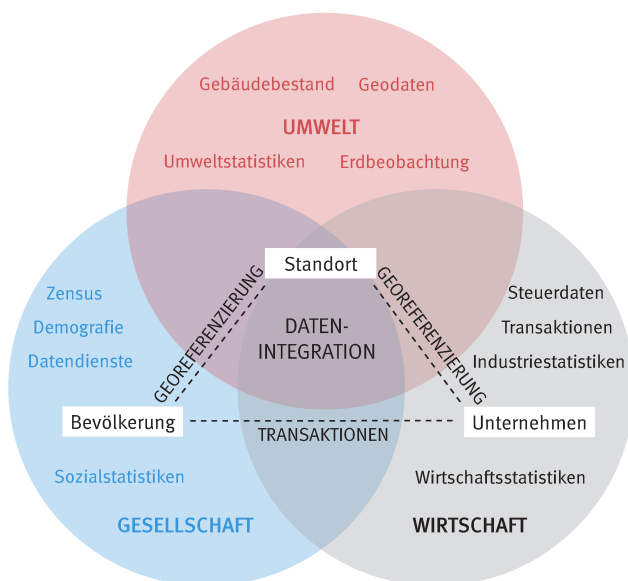 Gebäudebestand Geodaten
UMWELT
Umweltstatistiken Erdbeobachtung
Standort
GEOREFERENZIERUNG
GEOREFERENZIERUNG
Zensus
Demografie
Datendienste
DATEN-
INTEGRATION
Steuerdaten
Transaktionen
Industriestatistiken
Bevölkerung
TRANSAKTIONEN
Unternehmen
Sozialstatistiken
GESELLSCHAFT
Wirtschaftsstatistiken
WIRTSCHAFT